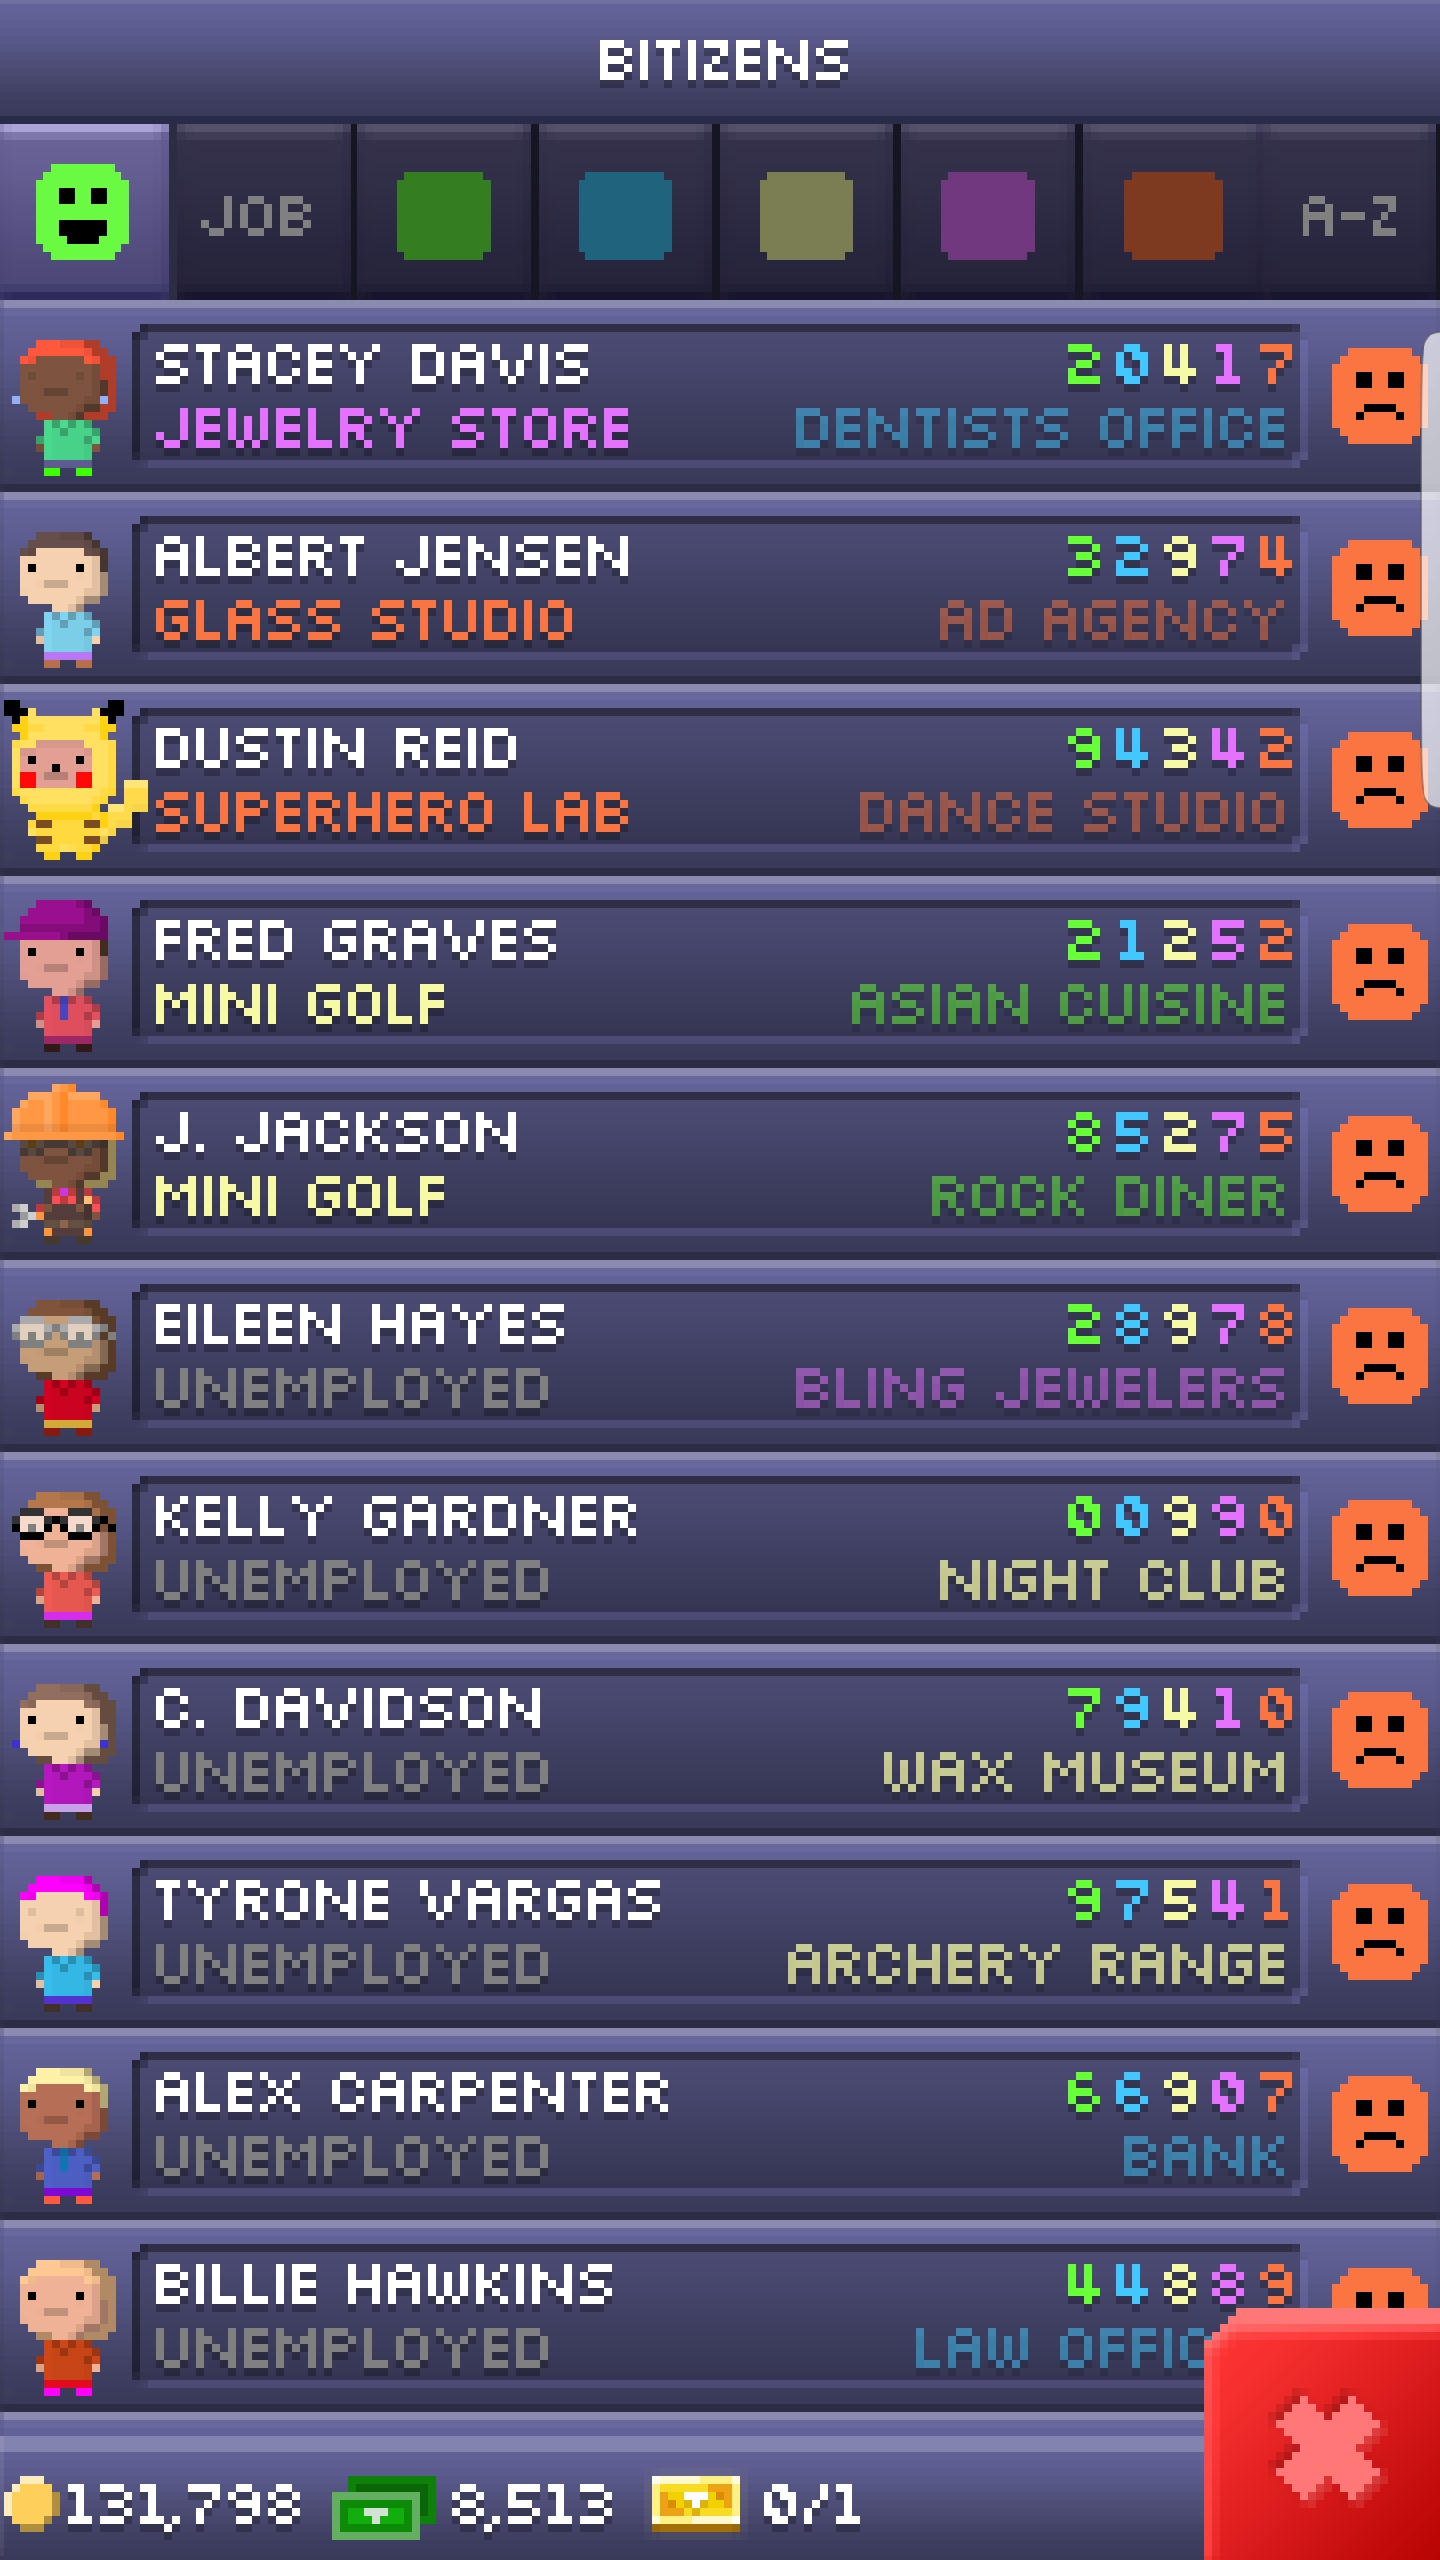 BITIZENS
JOB A-Z
STACEY DAVIS 20417
JEWELRY STORE DENTISTS OFFICE
ALBERT JENSEN 32974
GLASS STUDIO AD AGENCY
DUSTIN REID 94342
SUPERHERO LAB DANCE STUDIO
FRED GRAVES 21252
MINI GOLF ASIAN CUISINE
J. JACKSON 85275
MINI GOLF ROCK DINER
EILEEN HAYES 28978
UNEMPLOYED BLING JEWELERS
KELLY GARDNER 00990
UNEMPLOYED NIGHT CLUB
C. DAVIDSON 79410
UNEMPLOYED WAX MUSEUM
TYRONE VARGAS 97541
UNEMPLOYED ARCHERY RANGE
ALEX CARPENTER 66907
UNEMPLOYED BANK
BILLIE HAWKINS 44889
UNEMPLOYED LAW OFFIC
131,798 8,513 0/1